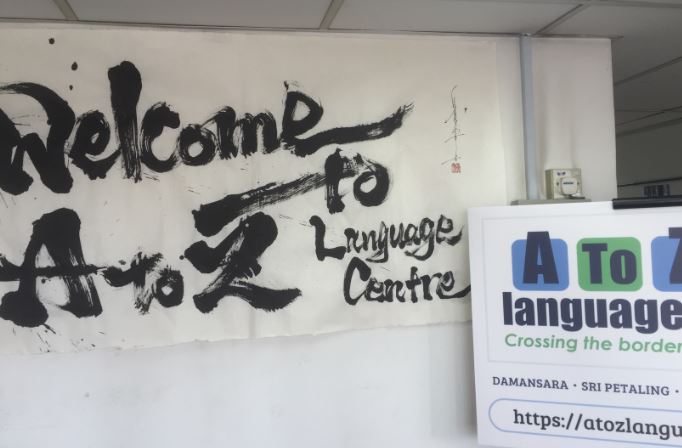 Welcome
to
A to Z
Language
Centre
A To Z
language
Crossing the border
DAMANSARA · SRI PETALING ·
https://atozlangu